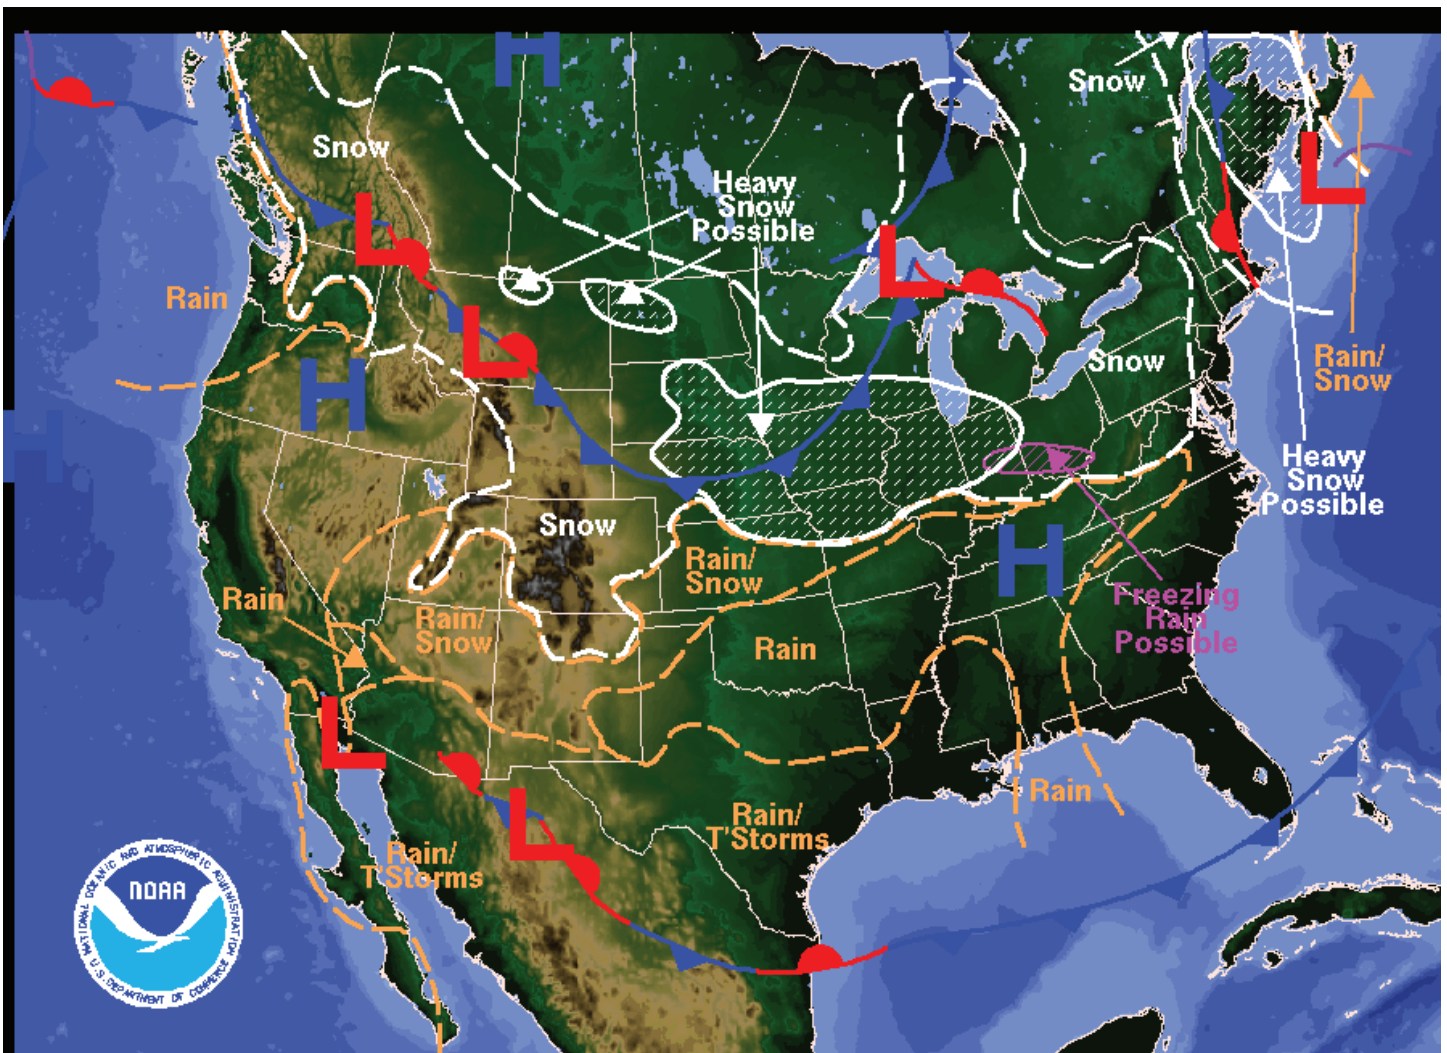 H
Snow
Snow
Heavy
Snow
Possible
L
L
L
Rain
L
Rain/
Snow
H
Snow
H
Heavy
Snow
Possible
Snow
Rain/
Snow
H
Rain
Rain/
Snow
Rain
Freezing
Rain
Possible
L
Rain
L
Rain/
T'Storms
Rain/
T'Storms
NATIONAL OCEANIC AND ATMOSPHERIC ADMINISTRATION
NOAA
U.S. DEPARTMENT OF COMMERCE